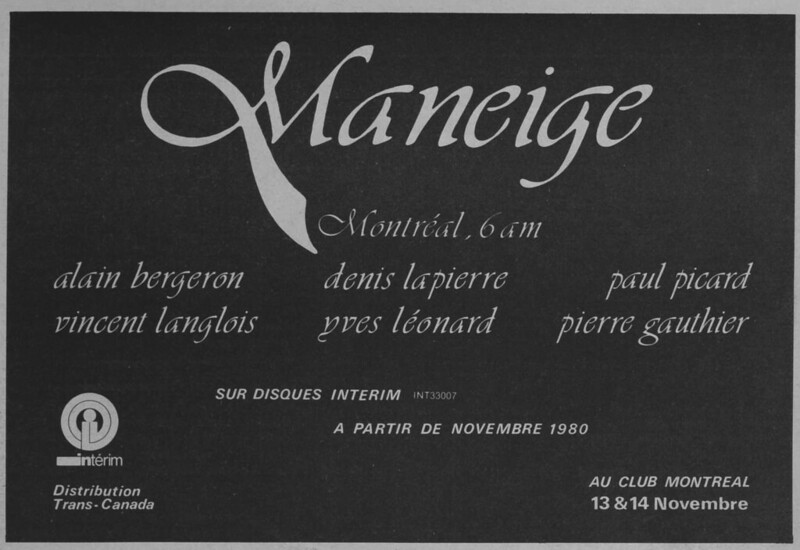 Maneige
Montréal, 6 am
alain bergeron denis lapierre paul picard
vincent langlois yves léonard pierre gauthier
SUR DISQUES INTERIM INT33007
A PARTIR DE NOVEMBRE 1980
intérim
Distribution
Trans-Canada
AU CLUB MONTREAL
13 & 14 Novembre